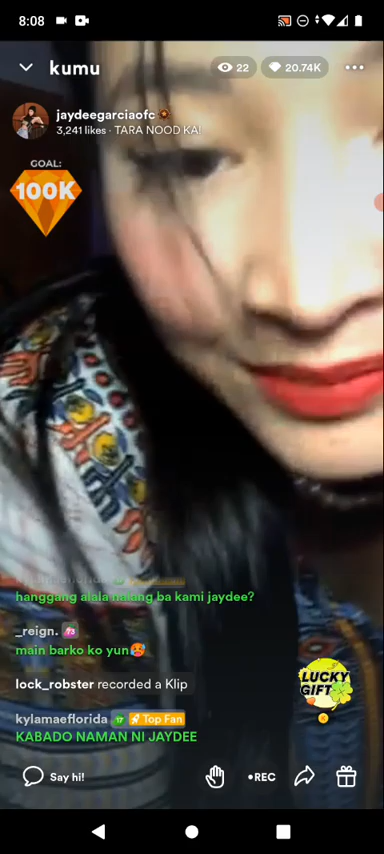 8:08
kumu
22
20.74K
jaydeegarciaofc
3,241 likes · TARA NOOD KA!
GOAL:
100K
hanggang alala nalang ba kami jaydee?
_reign.
main barko ko yun
lock_robster recorded a Klip
LUCKY
GIFT
kylamaeflorida 17 Top Fan
KABADO NAMAN NI JAYDEE
Say hi!
•REC